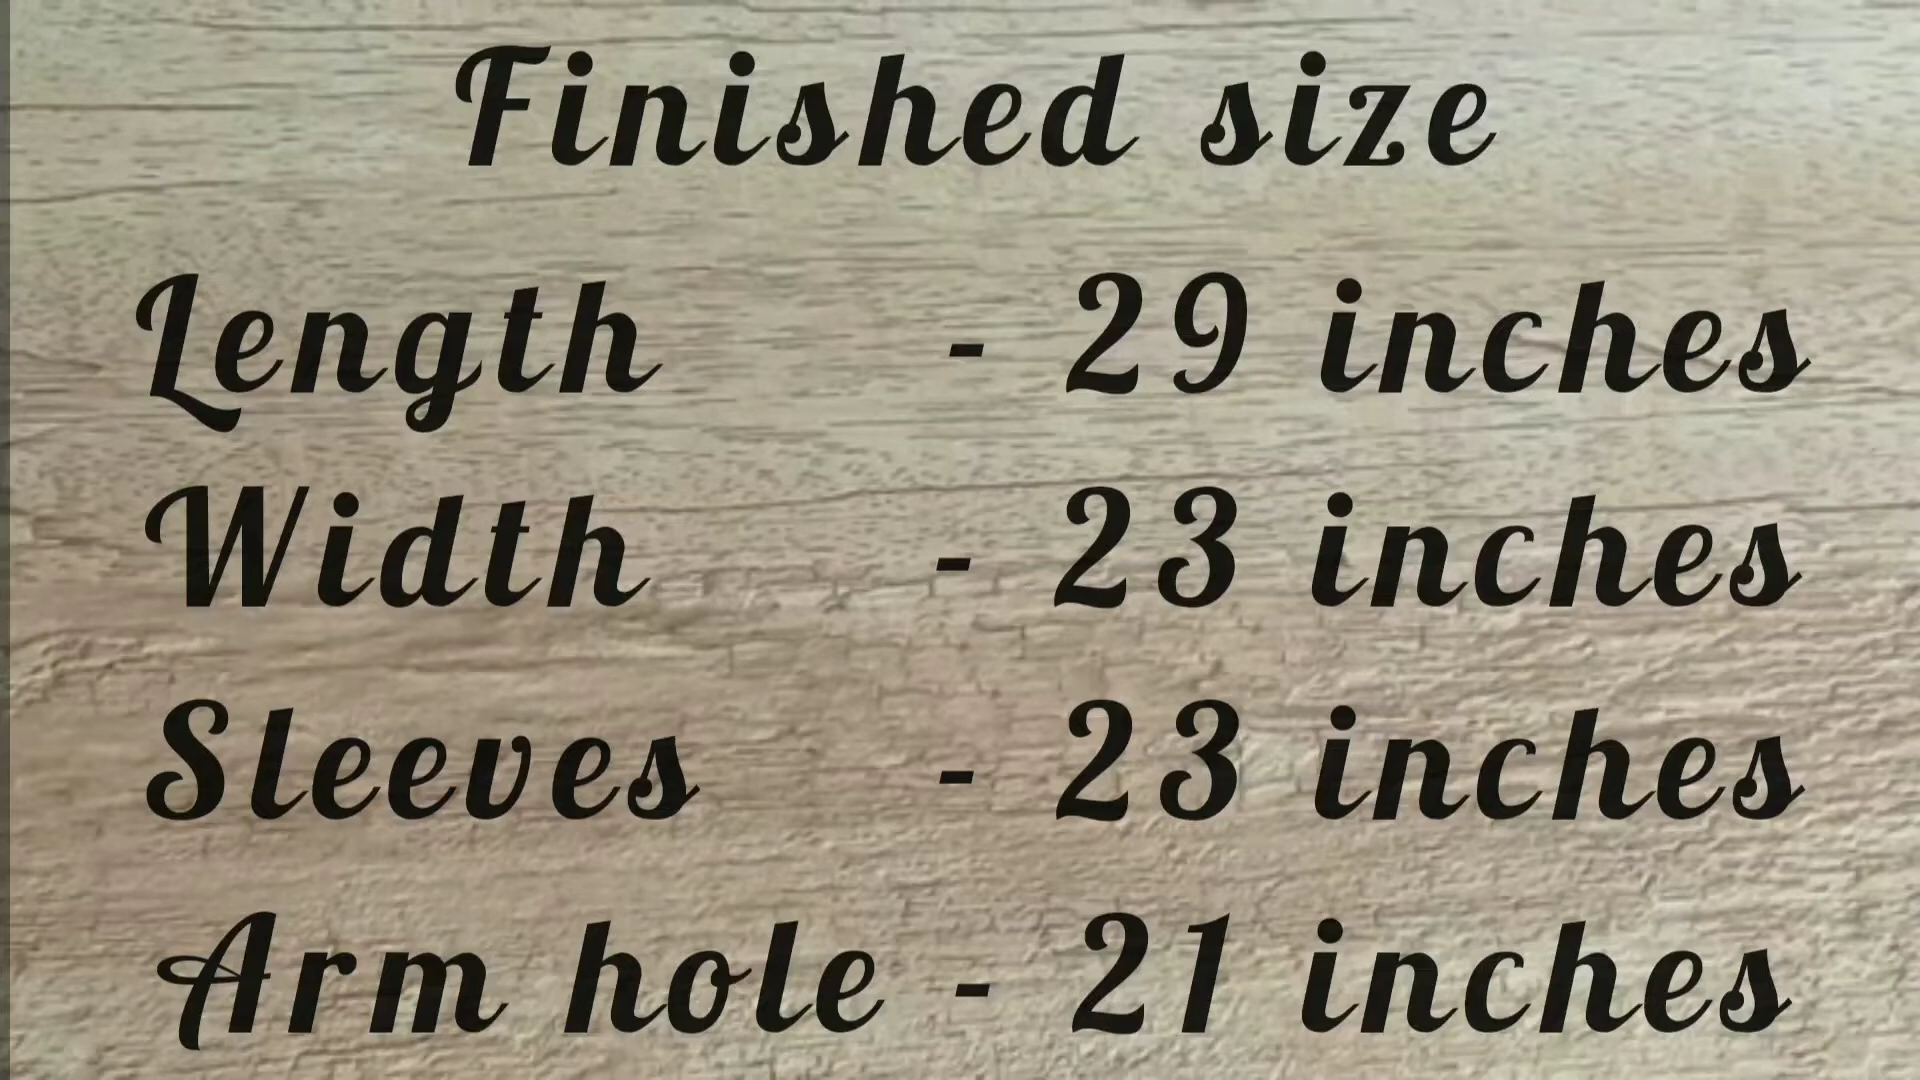 Finished size
Length - 29 inches
Width - 23 inches
Sleeves - 23 inches
Arm hole - 21 inches